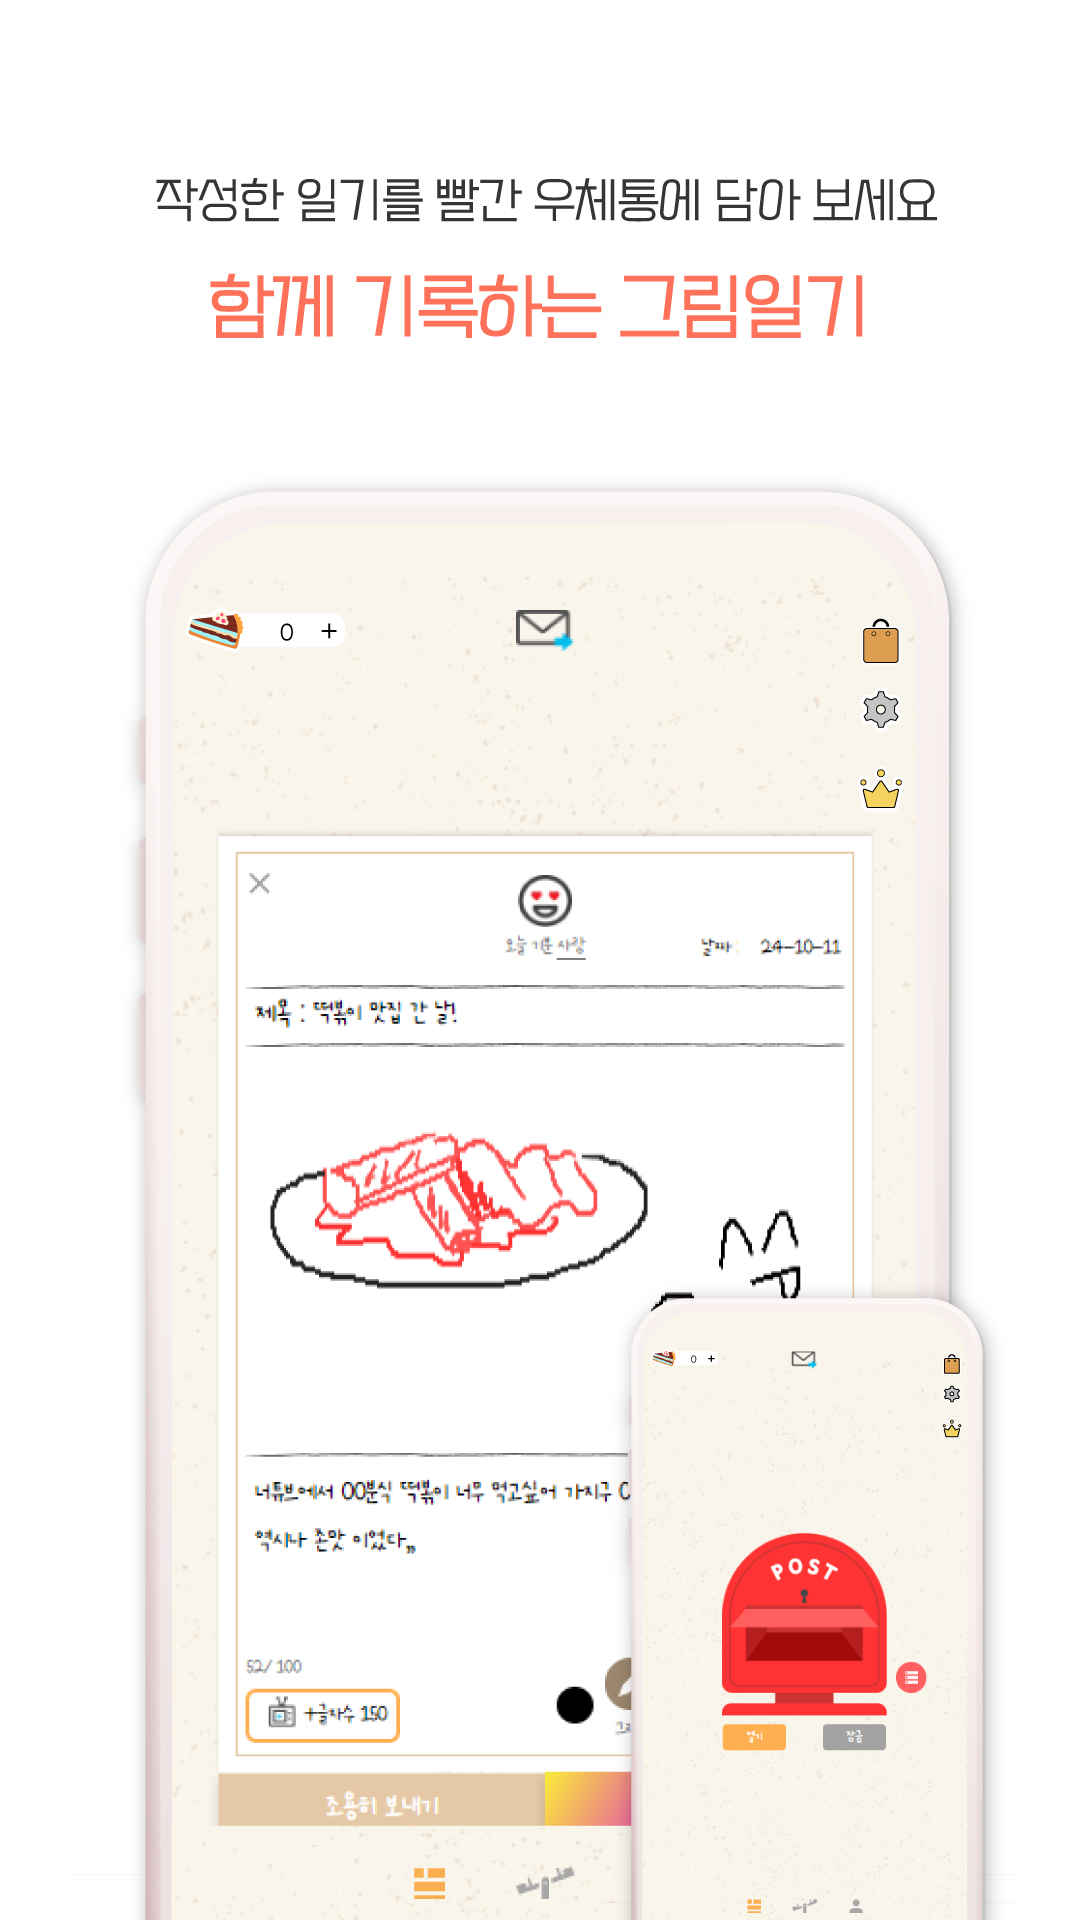 작성한 일기를 빨간 우체통에 담아 보세요
함께 기록하는 그림일기
0 +
오늘 기분 사랑
날짜 : 24-10-11
제목 : 떡볶이 맛집 간 날!
너튜브에서 00분식 떡볶이 너무 먹고싶어 가지구
역시나 존맛 이었다,,
52/ 100
+글자수 150
조용히 보내기
0 +
POST
열기
잠금